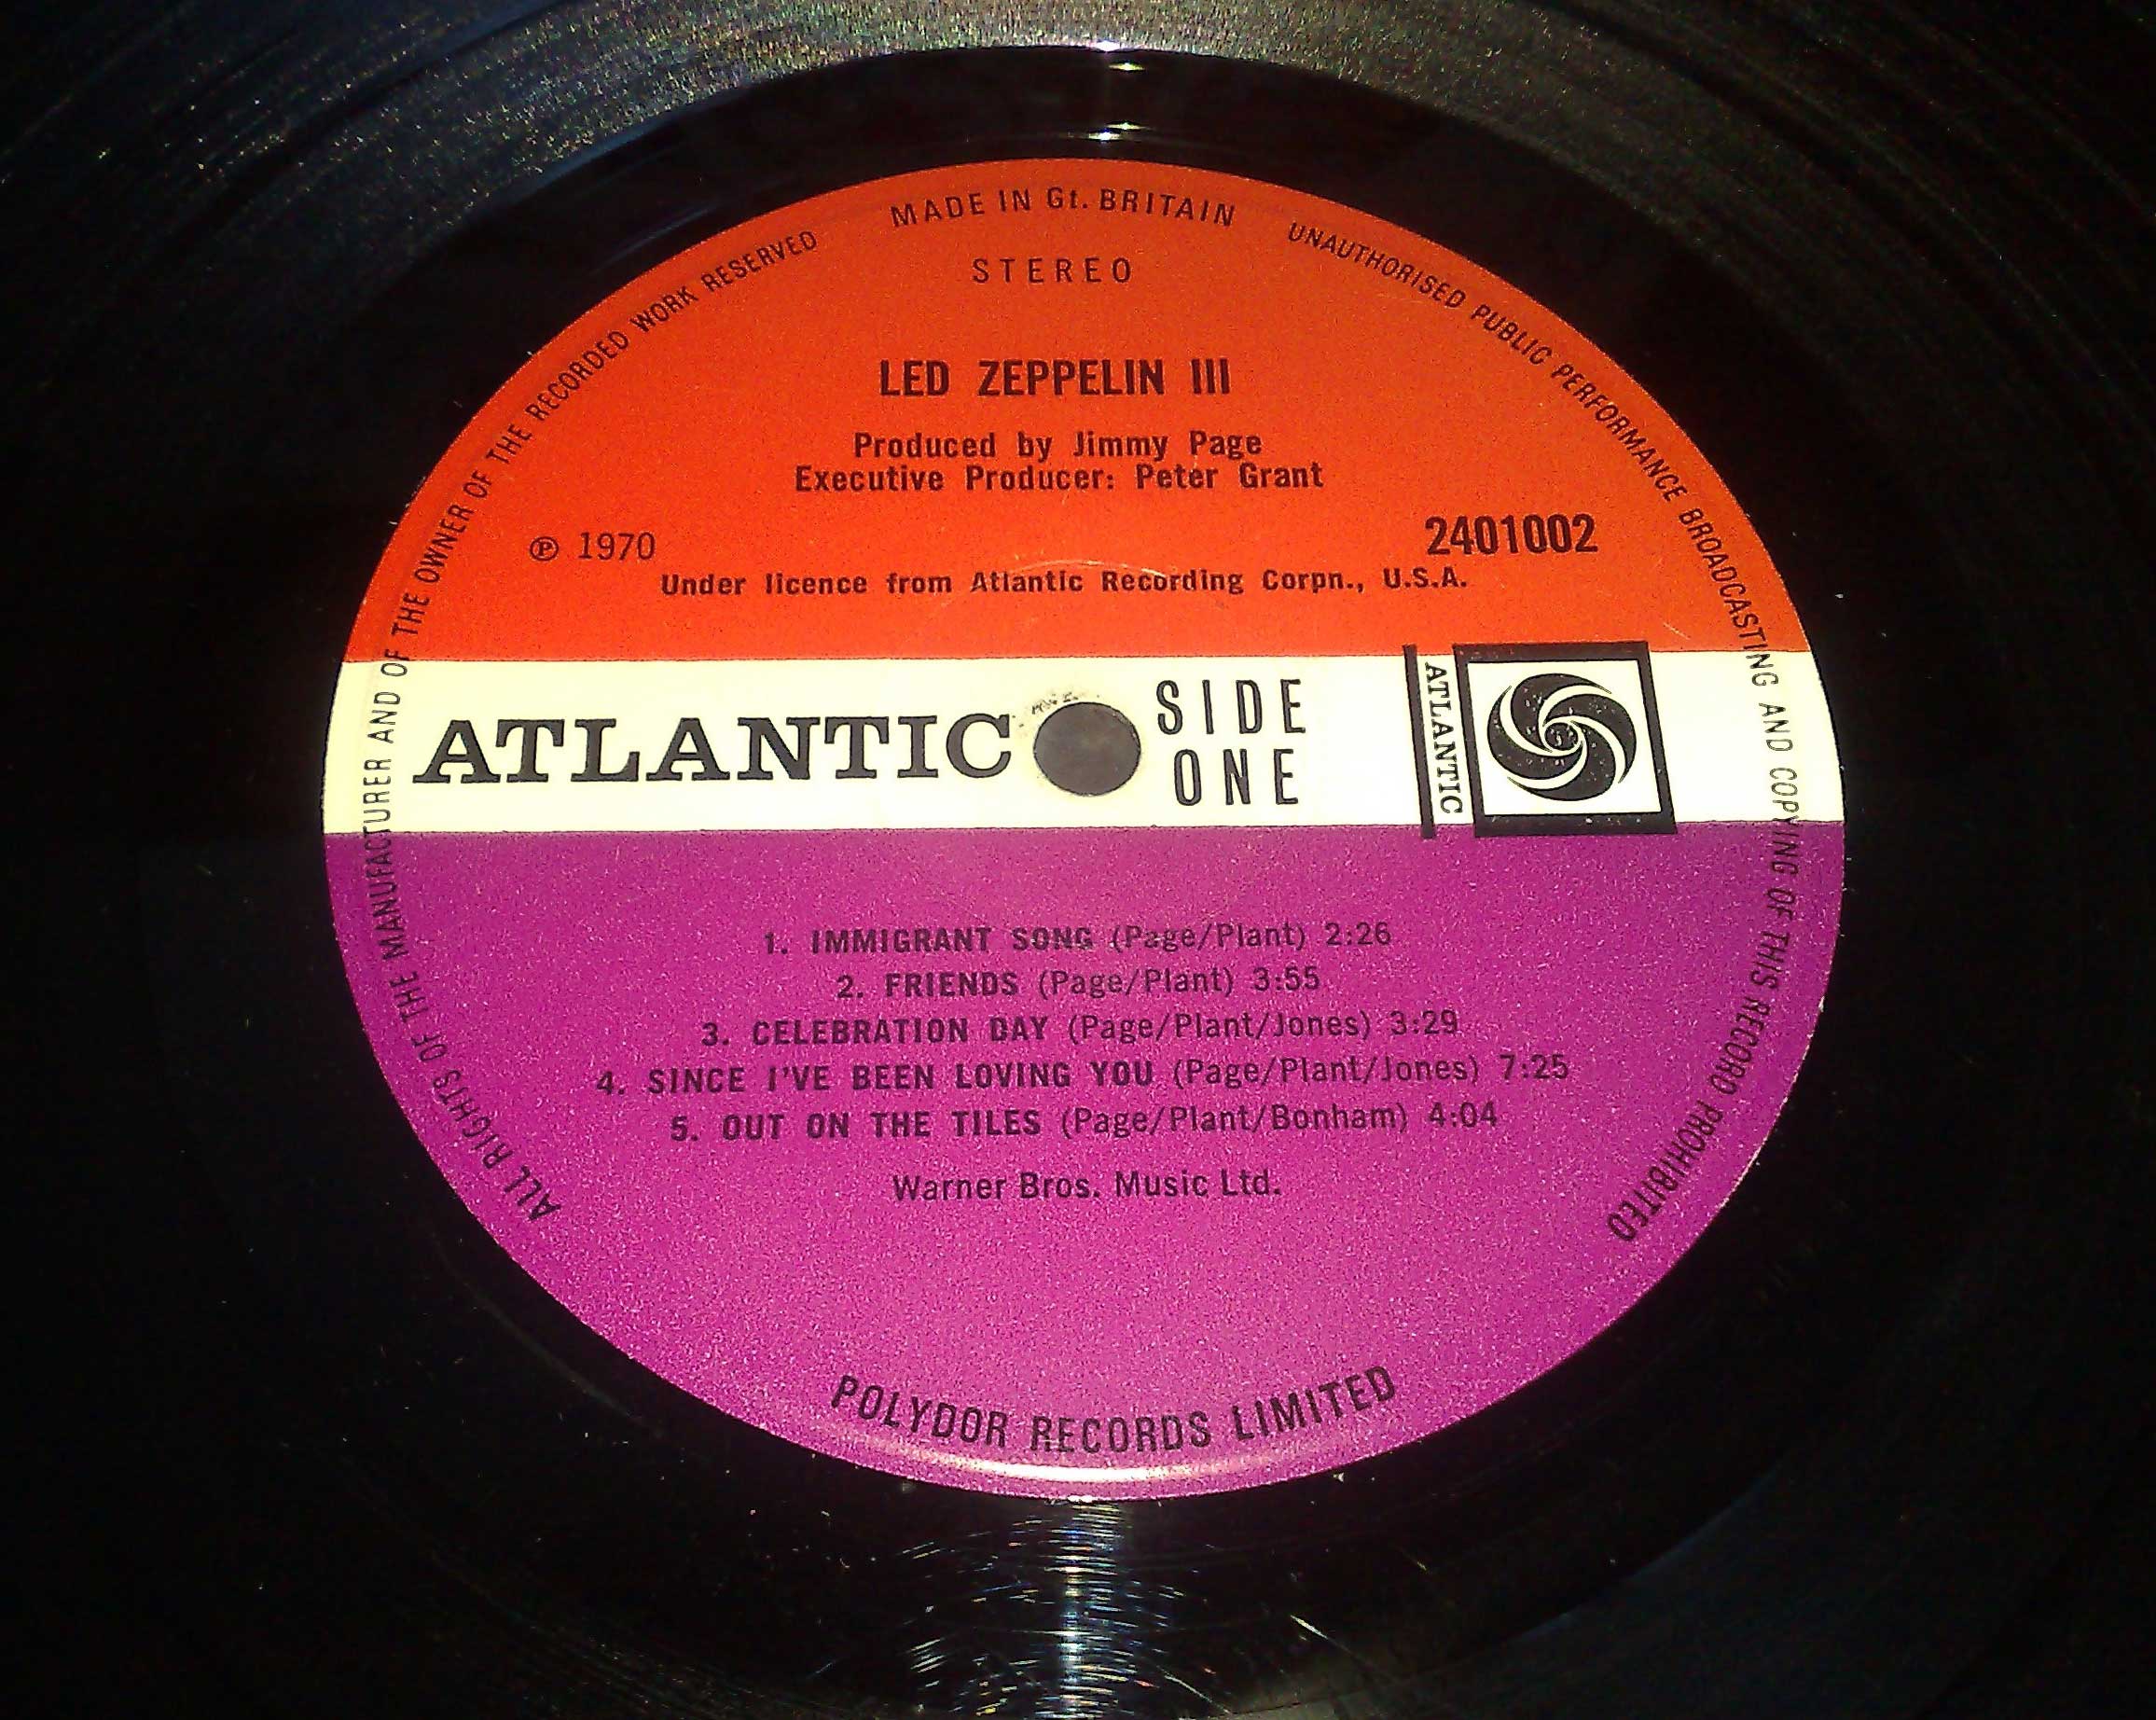 MADE IN Gt. BRITAIN
ALL RIGHTS OF THE MANUFACTURER AND OF THE OWNER OF THE RECORDED WORK RESERVED
UNAUTHORISED PUBLIC PERFORMANCE BROADCASTING AND COPYING OF THIS RECORD PROHIBITED
STEREO
LED ZEPPELIN III
Produced by Jimmy Page
Executive Producer: Peter Grant
℗ 1970
2401002
Under licence from Atlantic Recording Corpn., U.S.A.
ATLANTIC
SIDE
ONE
ATLANTIC
1. IMMIGRANT SONG (Page/Plant) 2:26
2. FRIENDS (Page/Plant) 3:55
3. CELEBRATION DAY (Page/Plant/Jones) 3:29
4. SINCE I'VE BEEN LOVING YOU (Page/Plant/Jones) 7:25
5. OUT ON THE TILES (Page/Plant/Bonham) 4:04
Warner Bros. Music Ltd.
POLYDOR RECORDS LIMITED